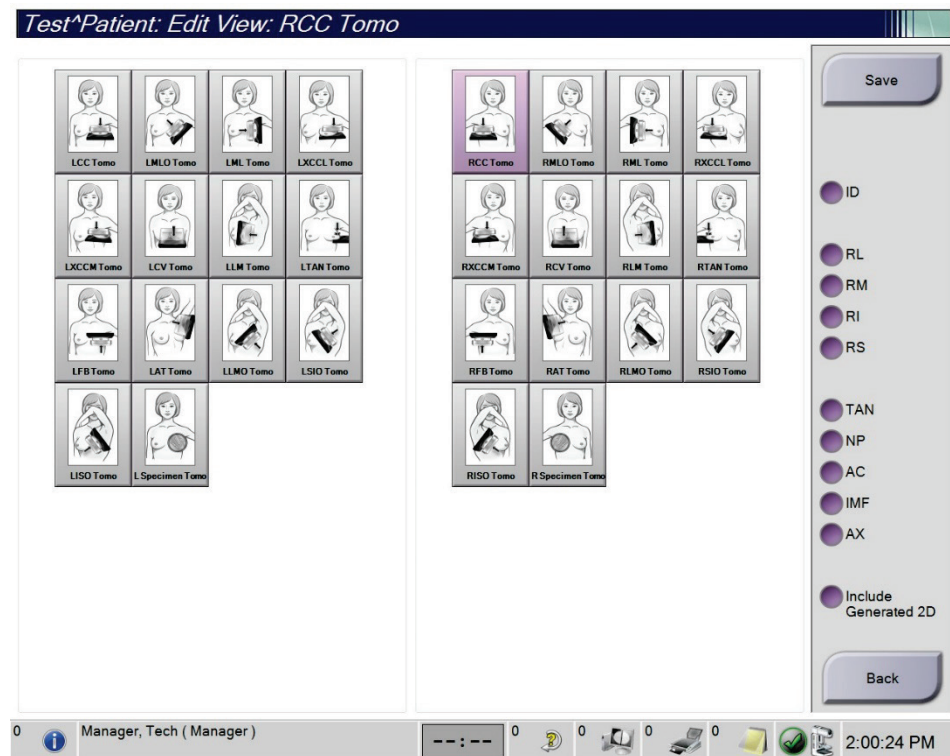 Test^Patient: Edit View: RCC Tomo
LCC Tomo LMLO Tomo LML Tomo LXCCL Tomo
LXCCM Tomo LCV Tomo LLM Tomo LTAN Tomo
LFB Tomo LAT Tomo LLMO Tomo LSIO Tomo
LISO Tomo L Specimen Tomo
RCC Tomo RMLO Tomo RML Tomo RXCCL Tomo
RXCCM Tomo RCV Tomo RLM Tomo RTAN Tomo
RFB Tomo RAT Tomo RLMO Tomo RSIO Tomo
RISO Tomo R Specimen Tomo
Save
ID
RL
RM
RI
RS
TAN
NP
AC
IMF
AX
Include
Generated 2D
Back
0 Manager, Tech ( Manager ) --:-- 0 0 0 0 2:00:24 PM